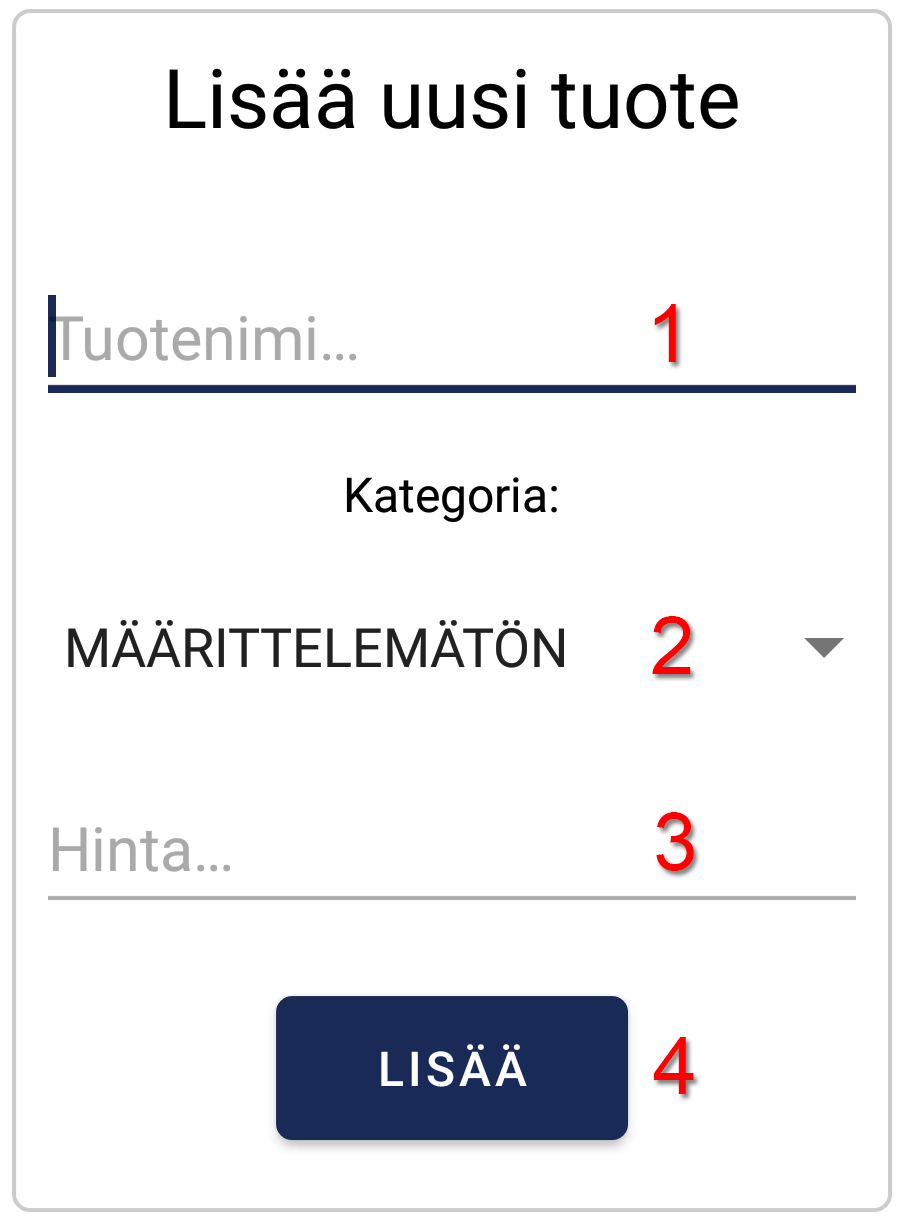 Lisää uusi tuote
Tuotenimi... 1
Kategoria:
MÄÄRITTELEMÄTÖN 2
Hinta... 3
LISÄÄ 4